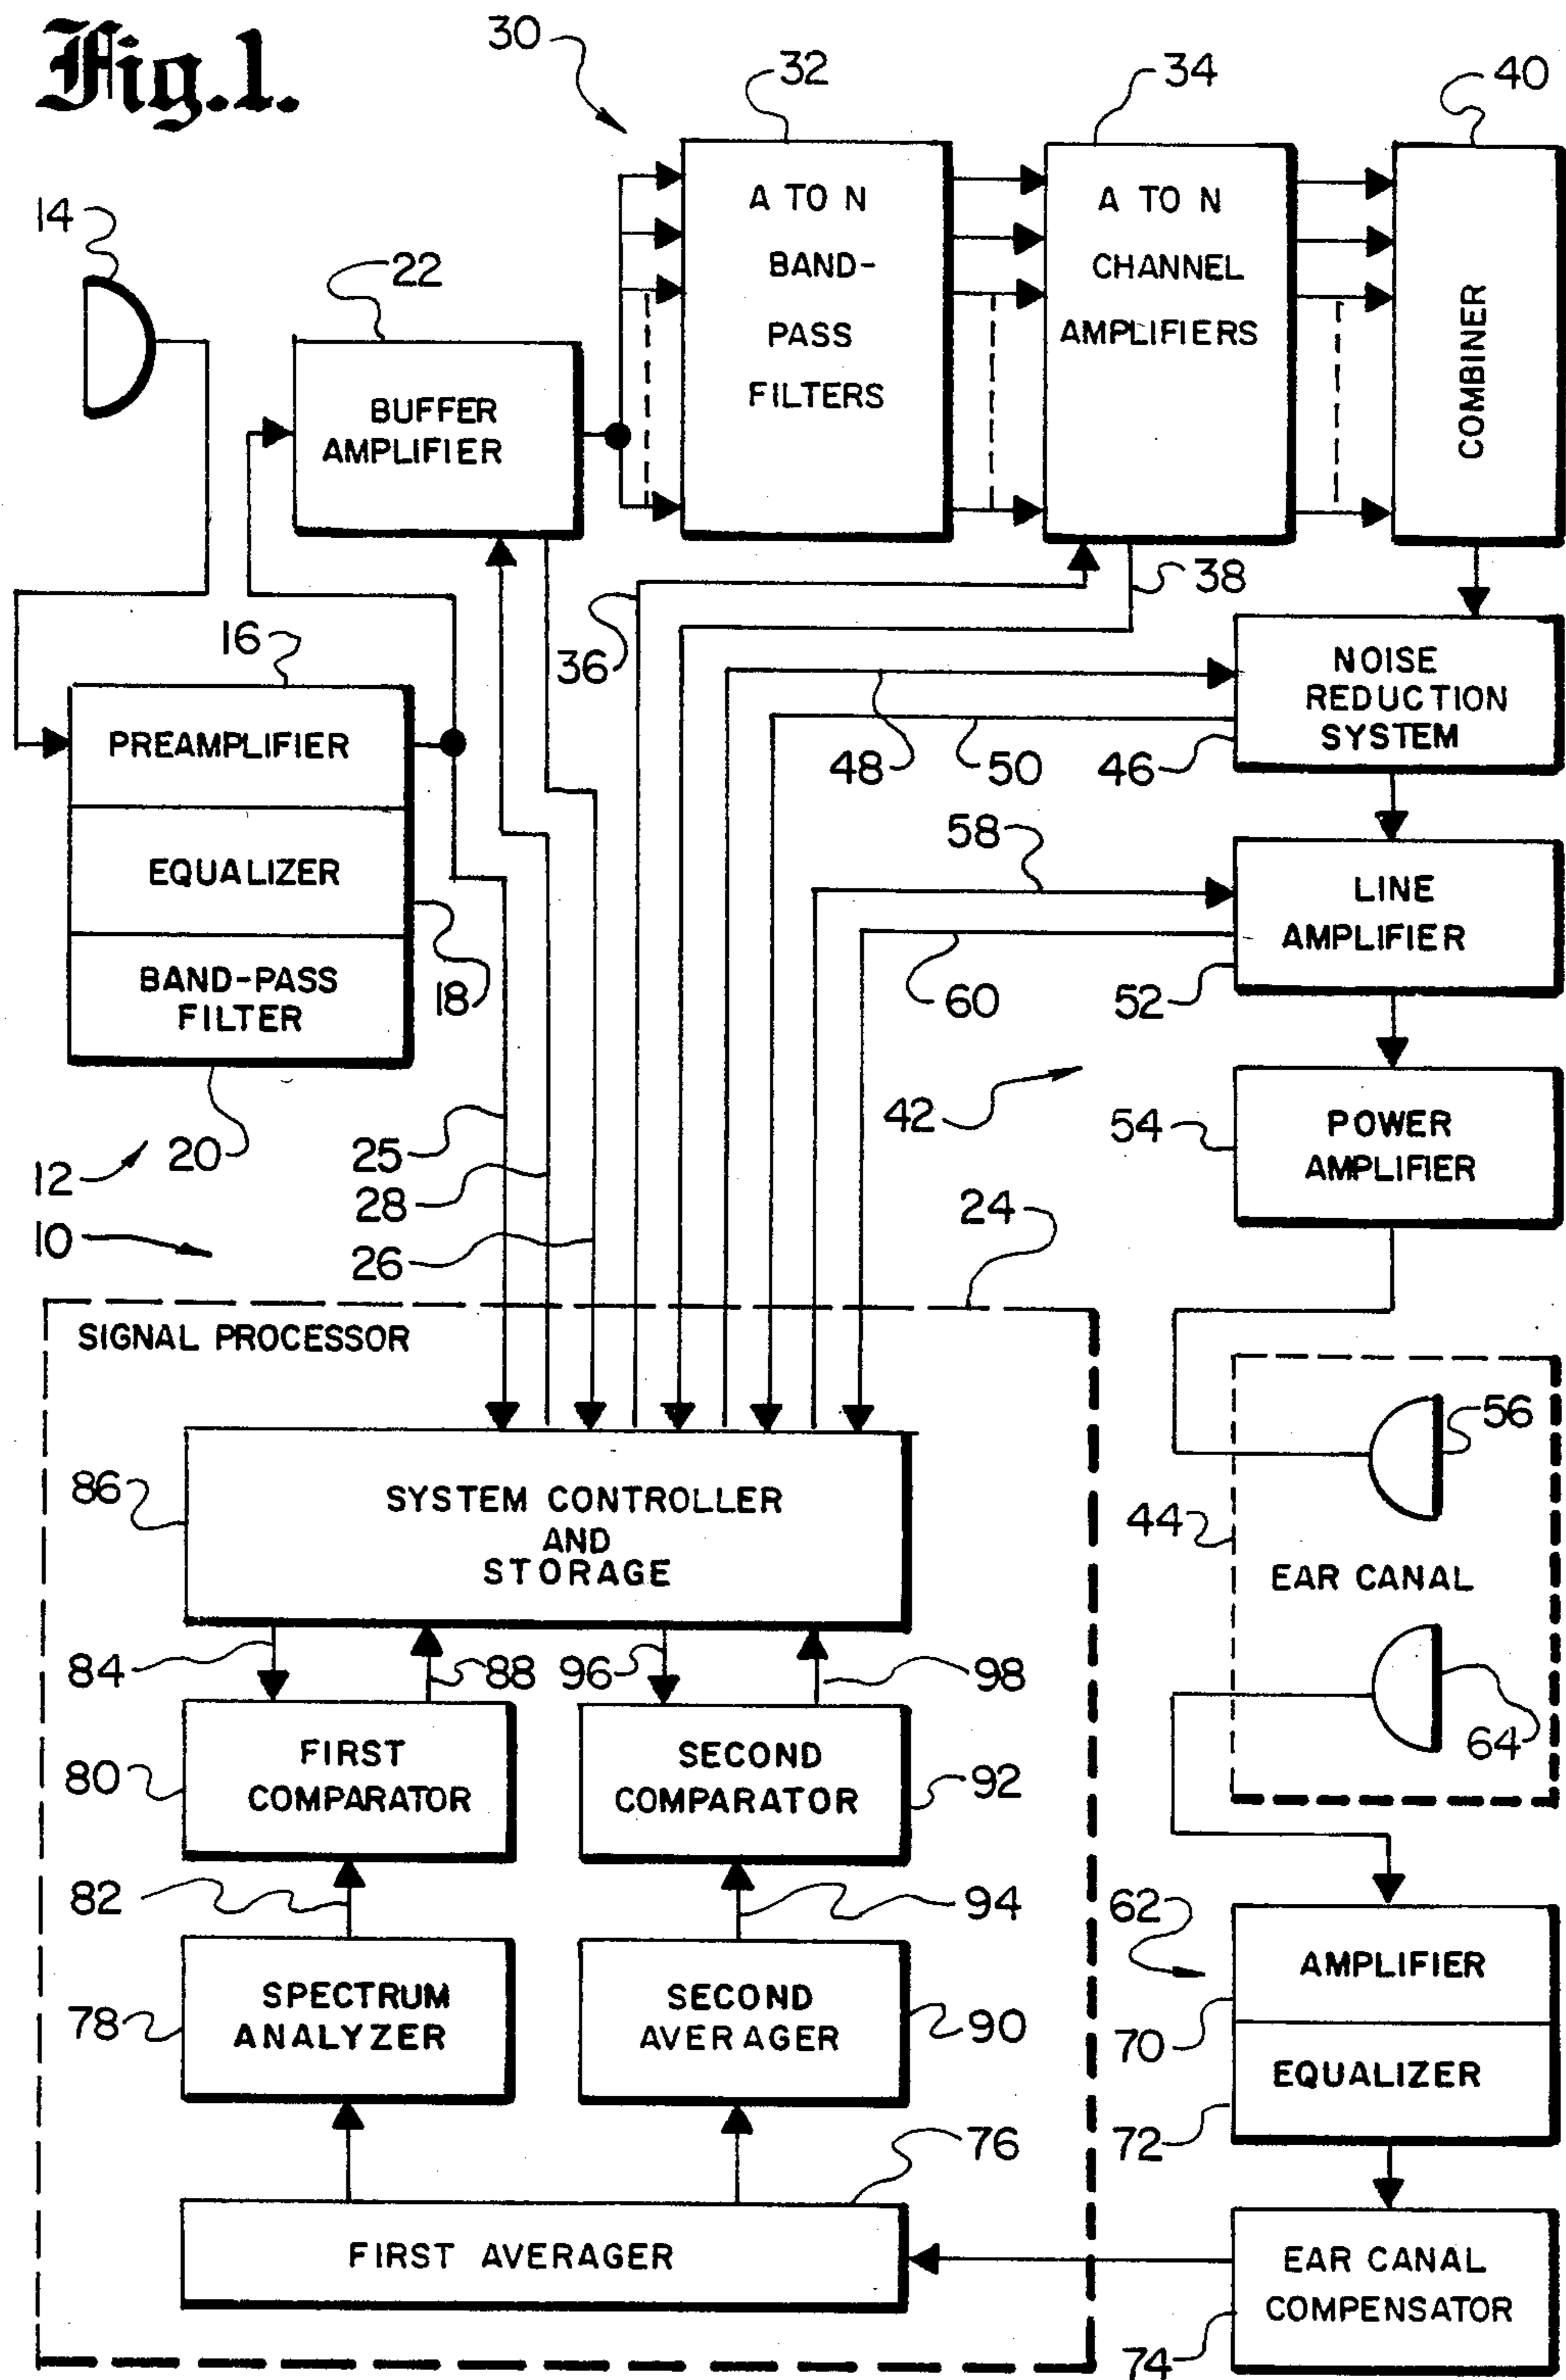 Fig.1.
30
32
34
40
14
22
A TO N
BAND-
PASS
FILTERS
A TO N
CHANNEL
AMPLIFIERS
COMBINER
BUFFER
AMPLIFIER
38
16
36
NOISE
REDUCTION
SYSTEM
PREAMPLIFIER
48
50
46
58
EQUALIZER
LINE
AMPLIFIER
BAND-PASS
FILTER
18
60
52
42
54
POWER
AMPLIFIER
12
20
25
28
24
10
26
SIGNAL PROCESSOR
56
86
SYSTEM CONTROLLER
AND
STORAGE
44
EAR CANAL
84
88
96
98
64
80
FIRST
COMPARATOR
SECOND
COMPARATOR
92
82
94
62
AMPLIFIER
78
SPECTRUM
ANALYZER
SECOND
AVERAGER
90
70
EQUALIZER
76
72
FIRST AVERAGER
EAR CANAL
COMPENSATOR
74